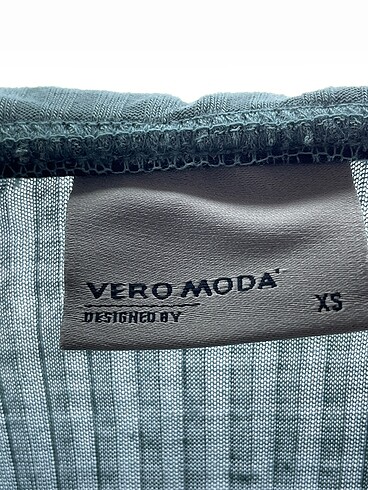 VERO MODA
DESIGNED BY
XS